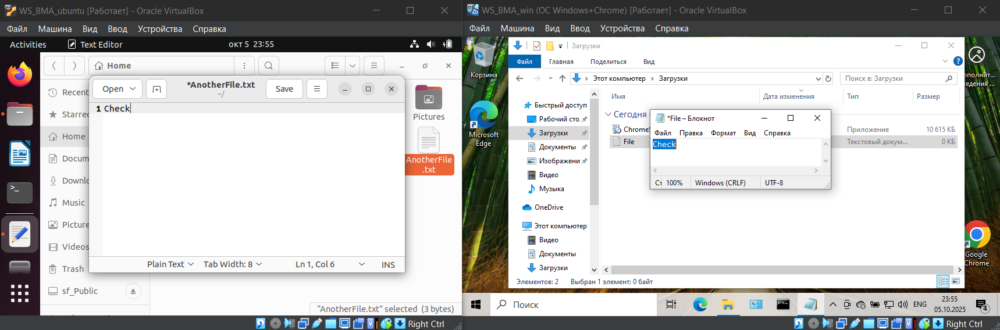 WS_BMA_ubuntu [Работает] - Oracle VirtualBox
Файл Машина Вид Ввод Устройства Справка
Activities Text Editor окт 5 23:55
Home
Open *AnotherFile.txt Save
~/
1 Check
Recent
Starred
Home
Docum
Downlo
Music
Picture
Videos
Trash
sf_Public
Pictures
AnotherFile
.txt
Plain Text Tab Width: 8 Ln 1, Col 6 INS
“AnotherFile.txt” selected (3 bytes)
Right Ctrl
WS_BMA_win (ОС Windows+Chrome) [Работает] - Oracle VirtualBox
Файл Машина Вид Ввод Устройства Справка
Корзина
Microsoft
Edge
Загрузки
Файл Главная Поделиться Вид
Этот компьютер Загрузки
Поиск в: Загрузки
Имя Дата изменения Тип Размер
Быстрый доступ
Рабочий сто.
Загрузки
Документы
Изображени
Видео
Музыка
OneDrive
Этот компьютер
Видео
Документы
Загрузки
Сегодня
ChromeS Приложение 10 615 КБ
File Текстовый докум... 0 КБ
*File – Блокнот
Файл Правка Формат Вид Справка
Check
Ст 100% Windows (CRLF) UTF-8
Элементов: 2 Выбран 1 элемент: 0 байт
ополнит...
ведения ...
Google
Chrome
Поиск
ENG
23:55
05.10.2025
4
Right Ctrl